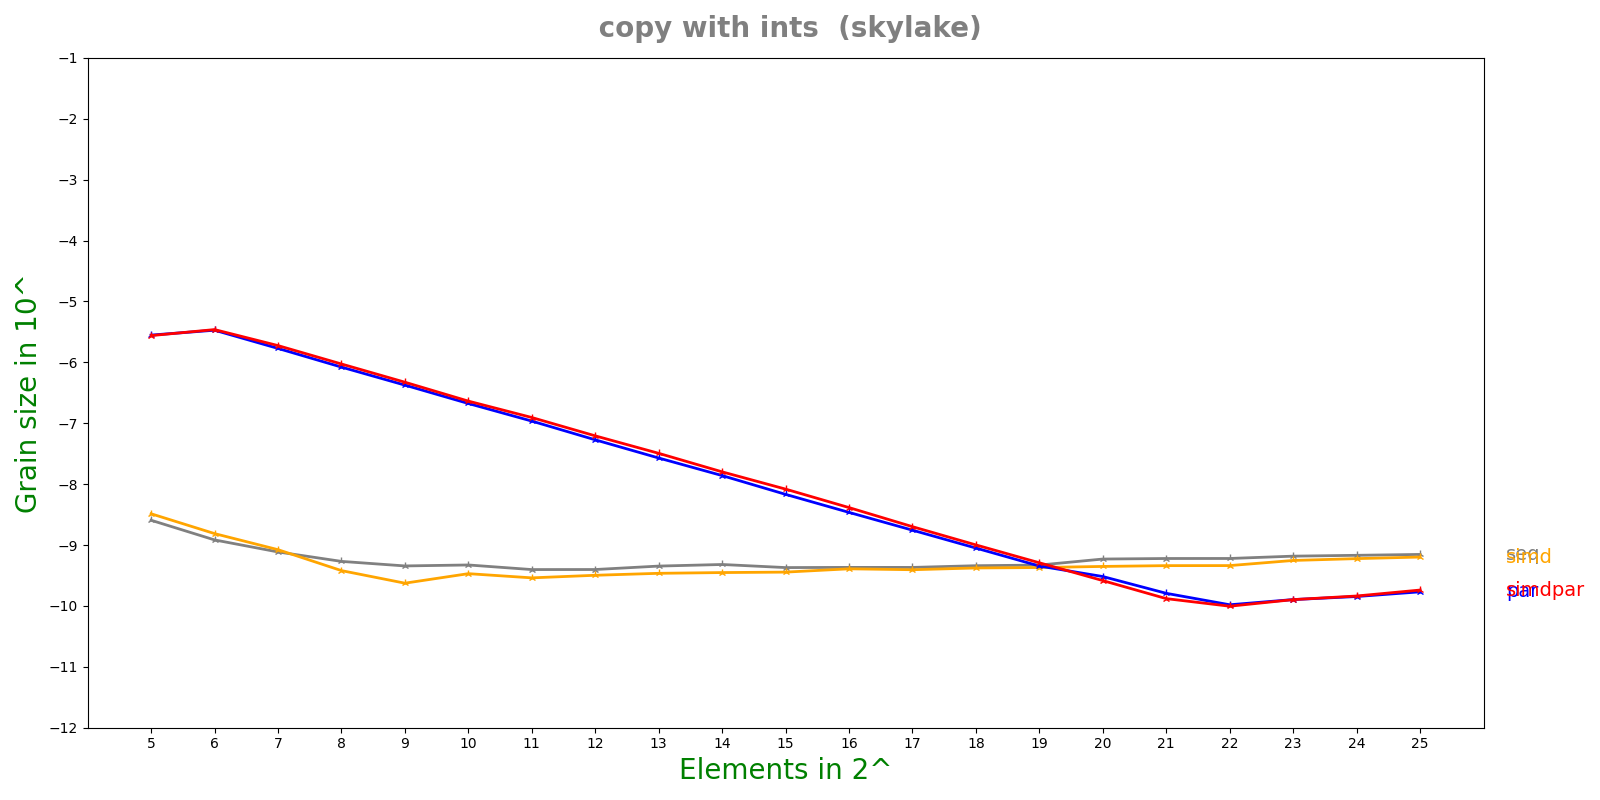 copy with ints (skylake)
Grain size in 10^
−1
−2
−3
−4
−5
−6
−7
−8
−9
−10
−11
−12
seq
simd
simdpar
par
5 6 7 8 9 10 11 12 13 14 15 16 17 18 19 20 21 22 23 24 25
Elements in 2^